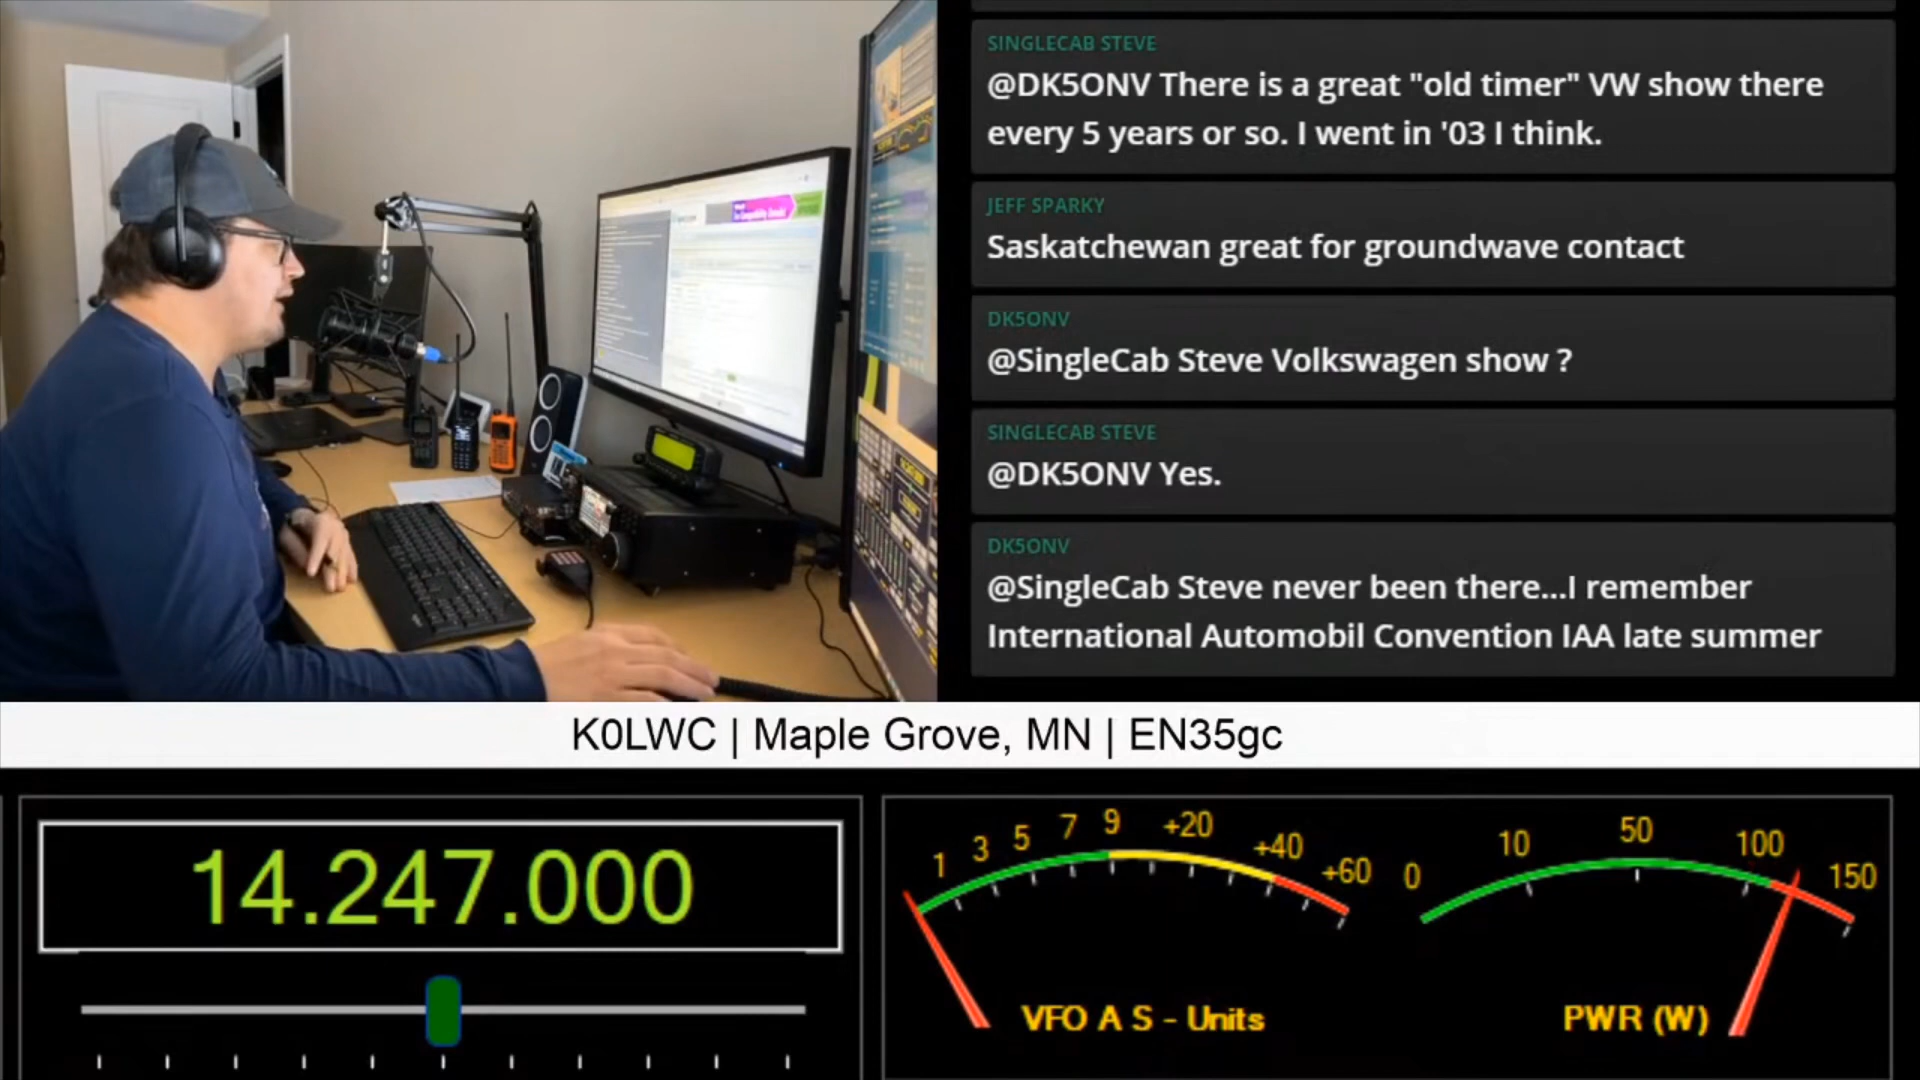 SINGLECAB STEVE
@DK5ONV There is a great "old timer" VW show there
every 5 years or so. I went in '03 I think.
JEFF SPARKY
Saskatchewan great for groundwave contact
DK5ONV
@SingleCab Steve Volkswagen show ?
SINGLECAB STEVE
@DK5ONV Yes.
DK5ONV
@SingleCab Steve never been there...I remember
International Automobil Convention IAA late summer
K0LWC | Maple Grove, MN | EN35gc
14.247.000
1 3 5 7 9 +20 +40 +60
VFO A S - Units
0 10 50 100 150
PWR (W)